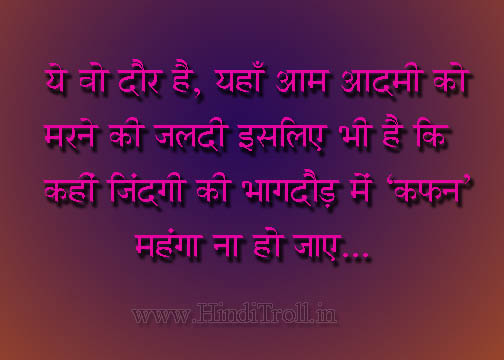 ये वो दौर है, यहाँ आम आदमी को
मरने की जलदी इसलिए भी है कि
कहीं जिंदगी की भागदौड़ में ‘कफन’
महंगा ना हो जाए...
www.HindiTroll.in